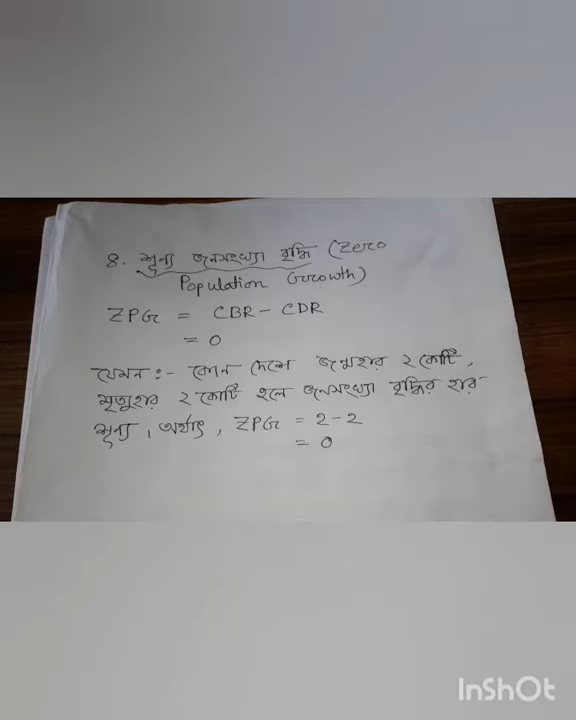 ৪. শূন্য জনসংখ্যা বৃদ্ধি (Zero
Population Growth)
ZPG = CBR - CDR
= 0
যেমন :- কোন দেশে জন্মহার ২ কোটি,
মৃত্যুহার ২ কোটি হলে জনসংখ্যা বৃদ্ধির হার
শূন্য। অর্থাৎ, ZPG = 2-2
= 0
InShOt